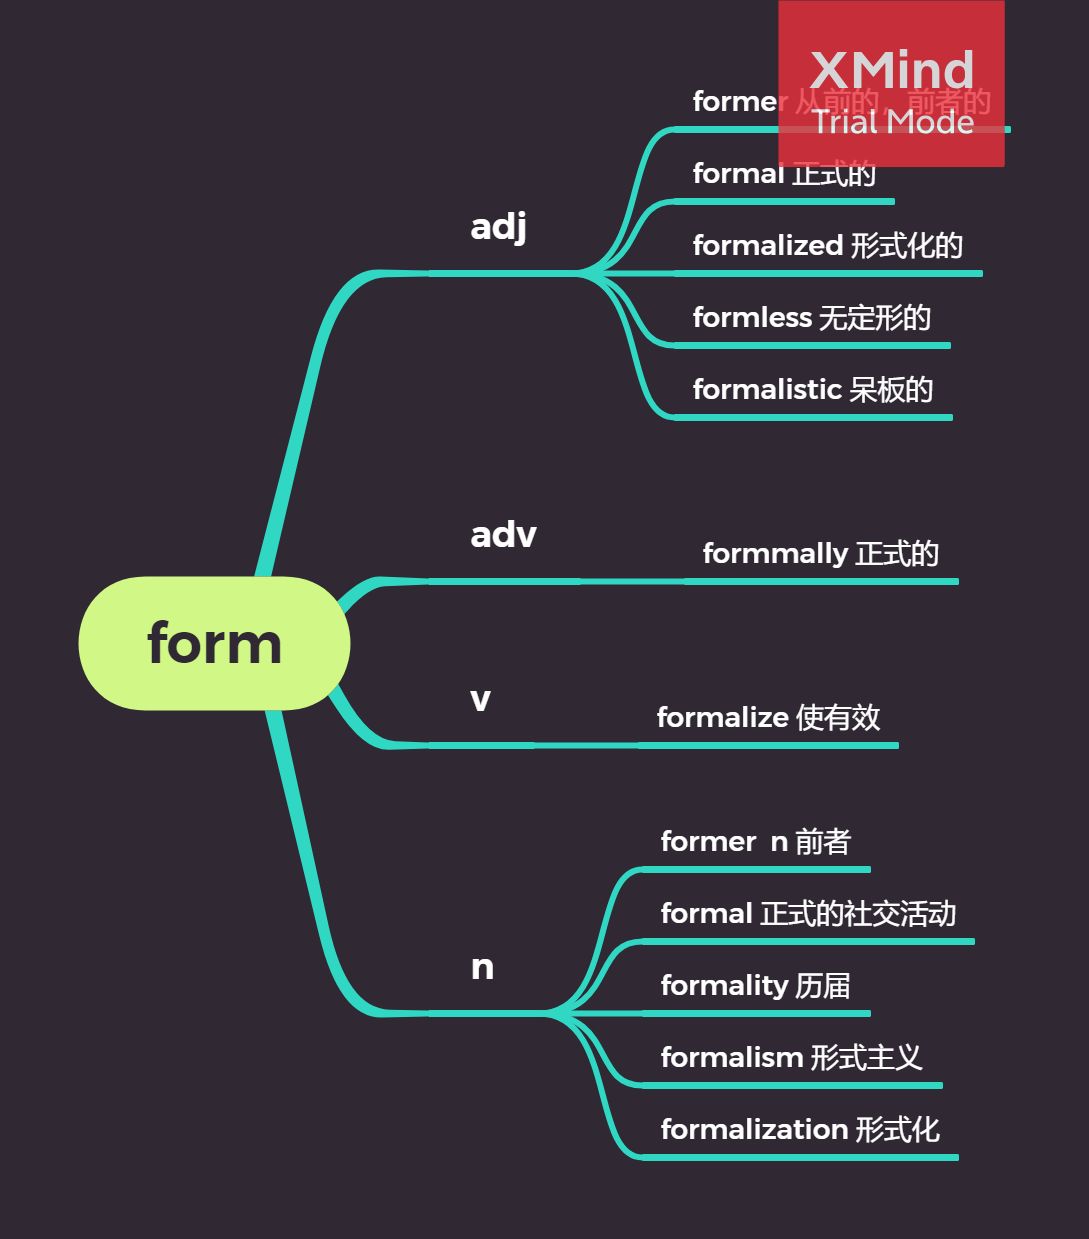 XMind
Trial Mode
former 从前的，前者的
formal 正式的
adj
formalized 形式化的
formless 无定形的
formalistic 呆板的
adv
formmally 正式的
form
v
formalize 使有效
former n 前者
formal 正式的社交活动
n
formality 历届
formalism 形式主义
formalization 形式化